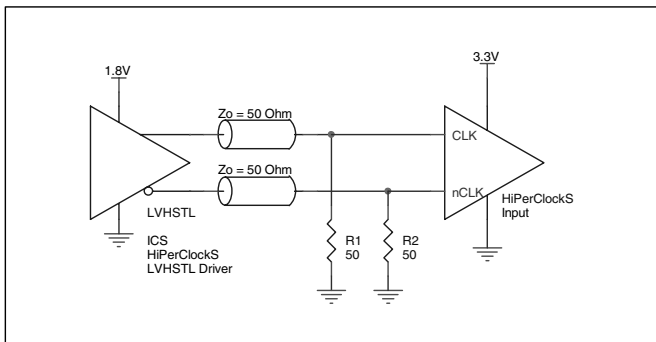 1.8V
3.3V
Zo = 50 Ohm
CLK
Zo = 50 Ohm
nCLK
HiPerClockS
Input
LVHSTL
ICS
HiPerClockS
LVHSTL Driver
R1
50
R2
50